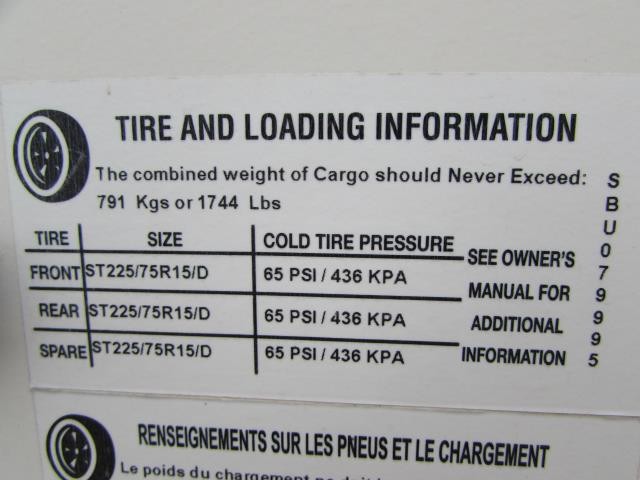 TIRE AND LOADING INFORMATION
The combined weight of Cargo should Never Exceed:
791 Kgs or 1744 Lbs
TIRE SIZE COLD TIRE PRESSURE SEE OWNER'S
FRONT ST225/75R15/D 65 PSI / 436 KPA MANUAL FOR
REAR ST225/75R15/D 65 PSI / 436 KPA ADDITIONAL
SPARE ST225/75R15/D 65 PSI / 436 KPA INFORMATION
SBU07995
RENSEIGNEMENTS SUR LES PNEUS ET LE CHARGEMENT
Le poids du chargement